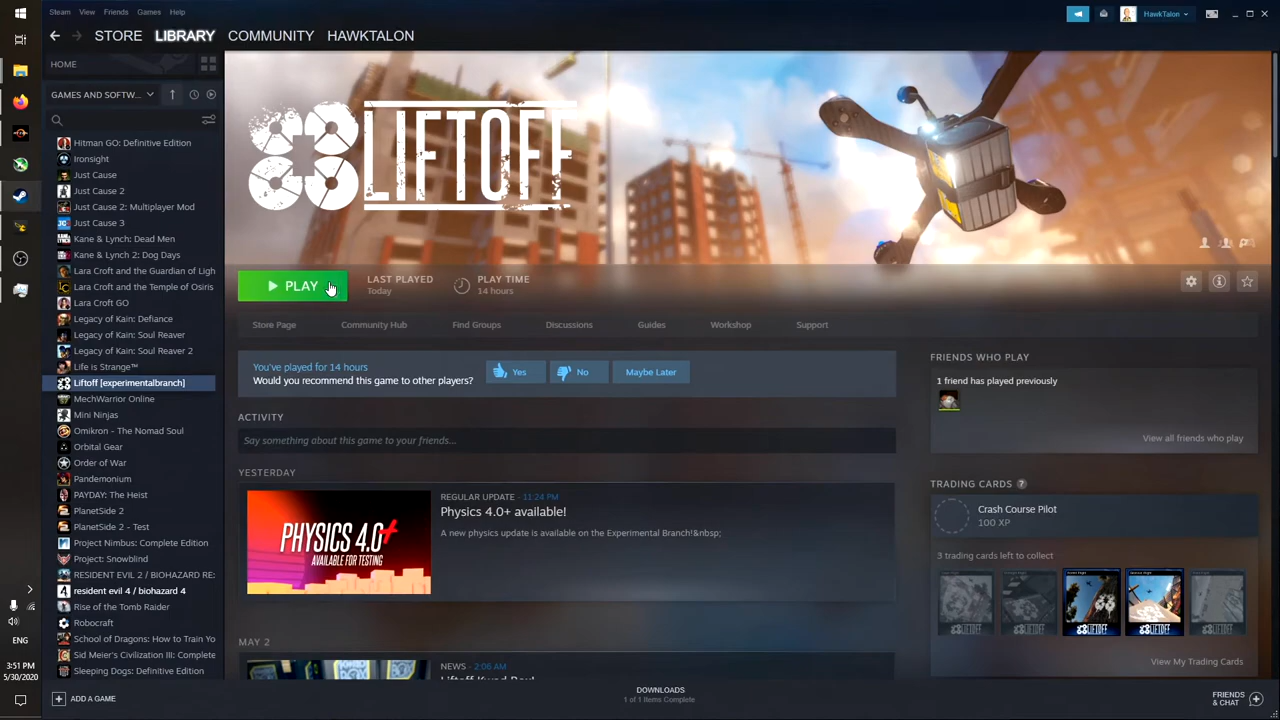 Steam View Friends Games Help
HawkTalon
STORE LIBRARY COMMUNITY HAWKTALON
HOME
GAMES AND SOFTW...
LIFTOFF
Hitman GO: Definitive Edition
Ironsight
Just Cause
Just Cause 2
Just Cause 2: Multiplayer Mod
Just Cause 3
Kane & Lynch: Dead Men
Kane & Lynch 2: Dog Days
Lara Croft and the Guardian of Ligh
Lara Croft and the Temple of Osiris
Lara Croft GO
Legacy of Kain: Defiance
Legacy of Kain: Soul Reaver
Legacy of Kain: Soul Reaver 2
Life is Strange™
Liftoff [experimentalbranch]
MechWarrior Online
Mini Ninjas
Omikron - The Nomad Soul
Orbital Gear
Order of War
Pandemonium
PAYDAY: The Heist
PlanetSide 2
PlanetSide 2 - Test
Project Nimbus: Complete Edition
Project: Snowblind
RESIDENT EVIL 2 / BIOHAZARD RE:
resident evil 4 / biohazard 4
Rise of the Tomb Raider
Robocraft
School of Dragons: How to Train Yo
Sid Meier's Civilization III: Complete
Sleeping Dogs: Definitive Edition
PLAY
LAST PLAYED
Today
PLAY TIME
14 hours
Store Page Community Hub Find Groups Discussions Guides Workshop Support
You've played for 14 hours
Would you recommend this game to other players?
Yes No Maybe Later
ACTIVITY
Say something about this game to your friends...
YESTERDAY
PHYSICS 4.0+
AVAILABLE FOR TESTING
REGULAR UPDATE - 11:24 PM
Physics 4.0+ available!
A new physics update is available on the Experimental Branch!&nbsp;
MAY 2
NEWS - 2:06 AM
FRIENDS WHO PLAY
1 friend has played previously
View all friends who play
TRADING CARDS ?
Crash Course Pilot
100 XP
3 trading cards left to collect
LIFTOFF LIFTOFF LIFTOFF LIFTOFF LIFTOFF
View My Trading Cards
ENG
3:51 PM
5/30/2020
ADD A GAME
DOWNLOADS
1 of 1 Items Complete
FRIENDS
& CHAT